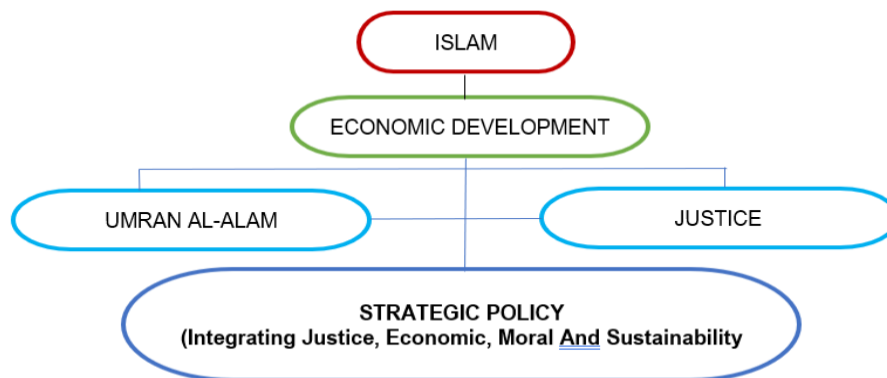 ISLAM
ECONOMIC DEVELOPMENT
UMRAN AL-ALAM
JUSTICE
STRATEGIC POLICY
(Integrating Justice, Economic, Moral And Sustainability